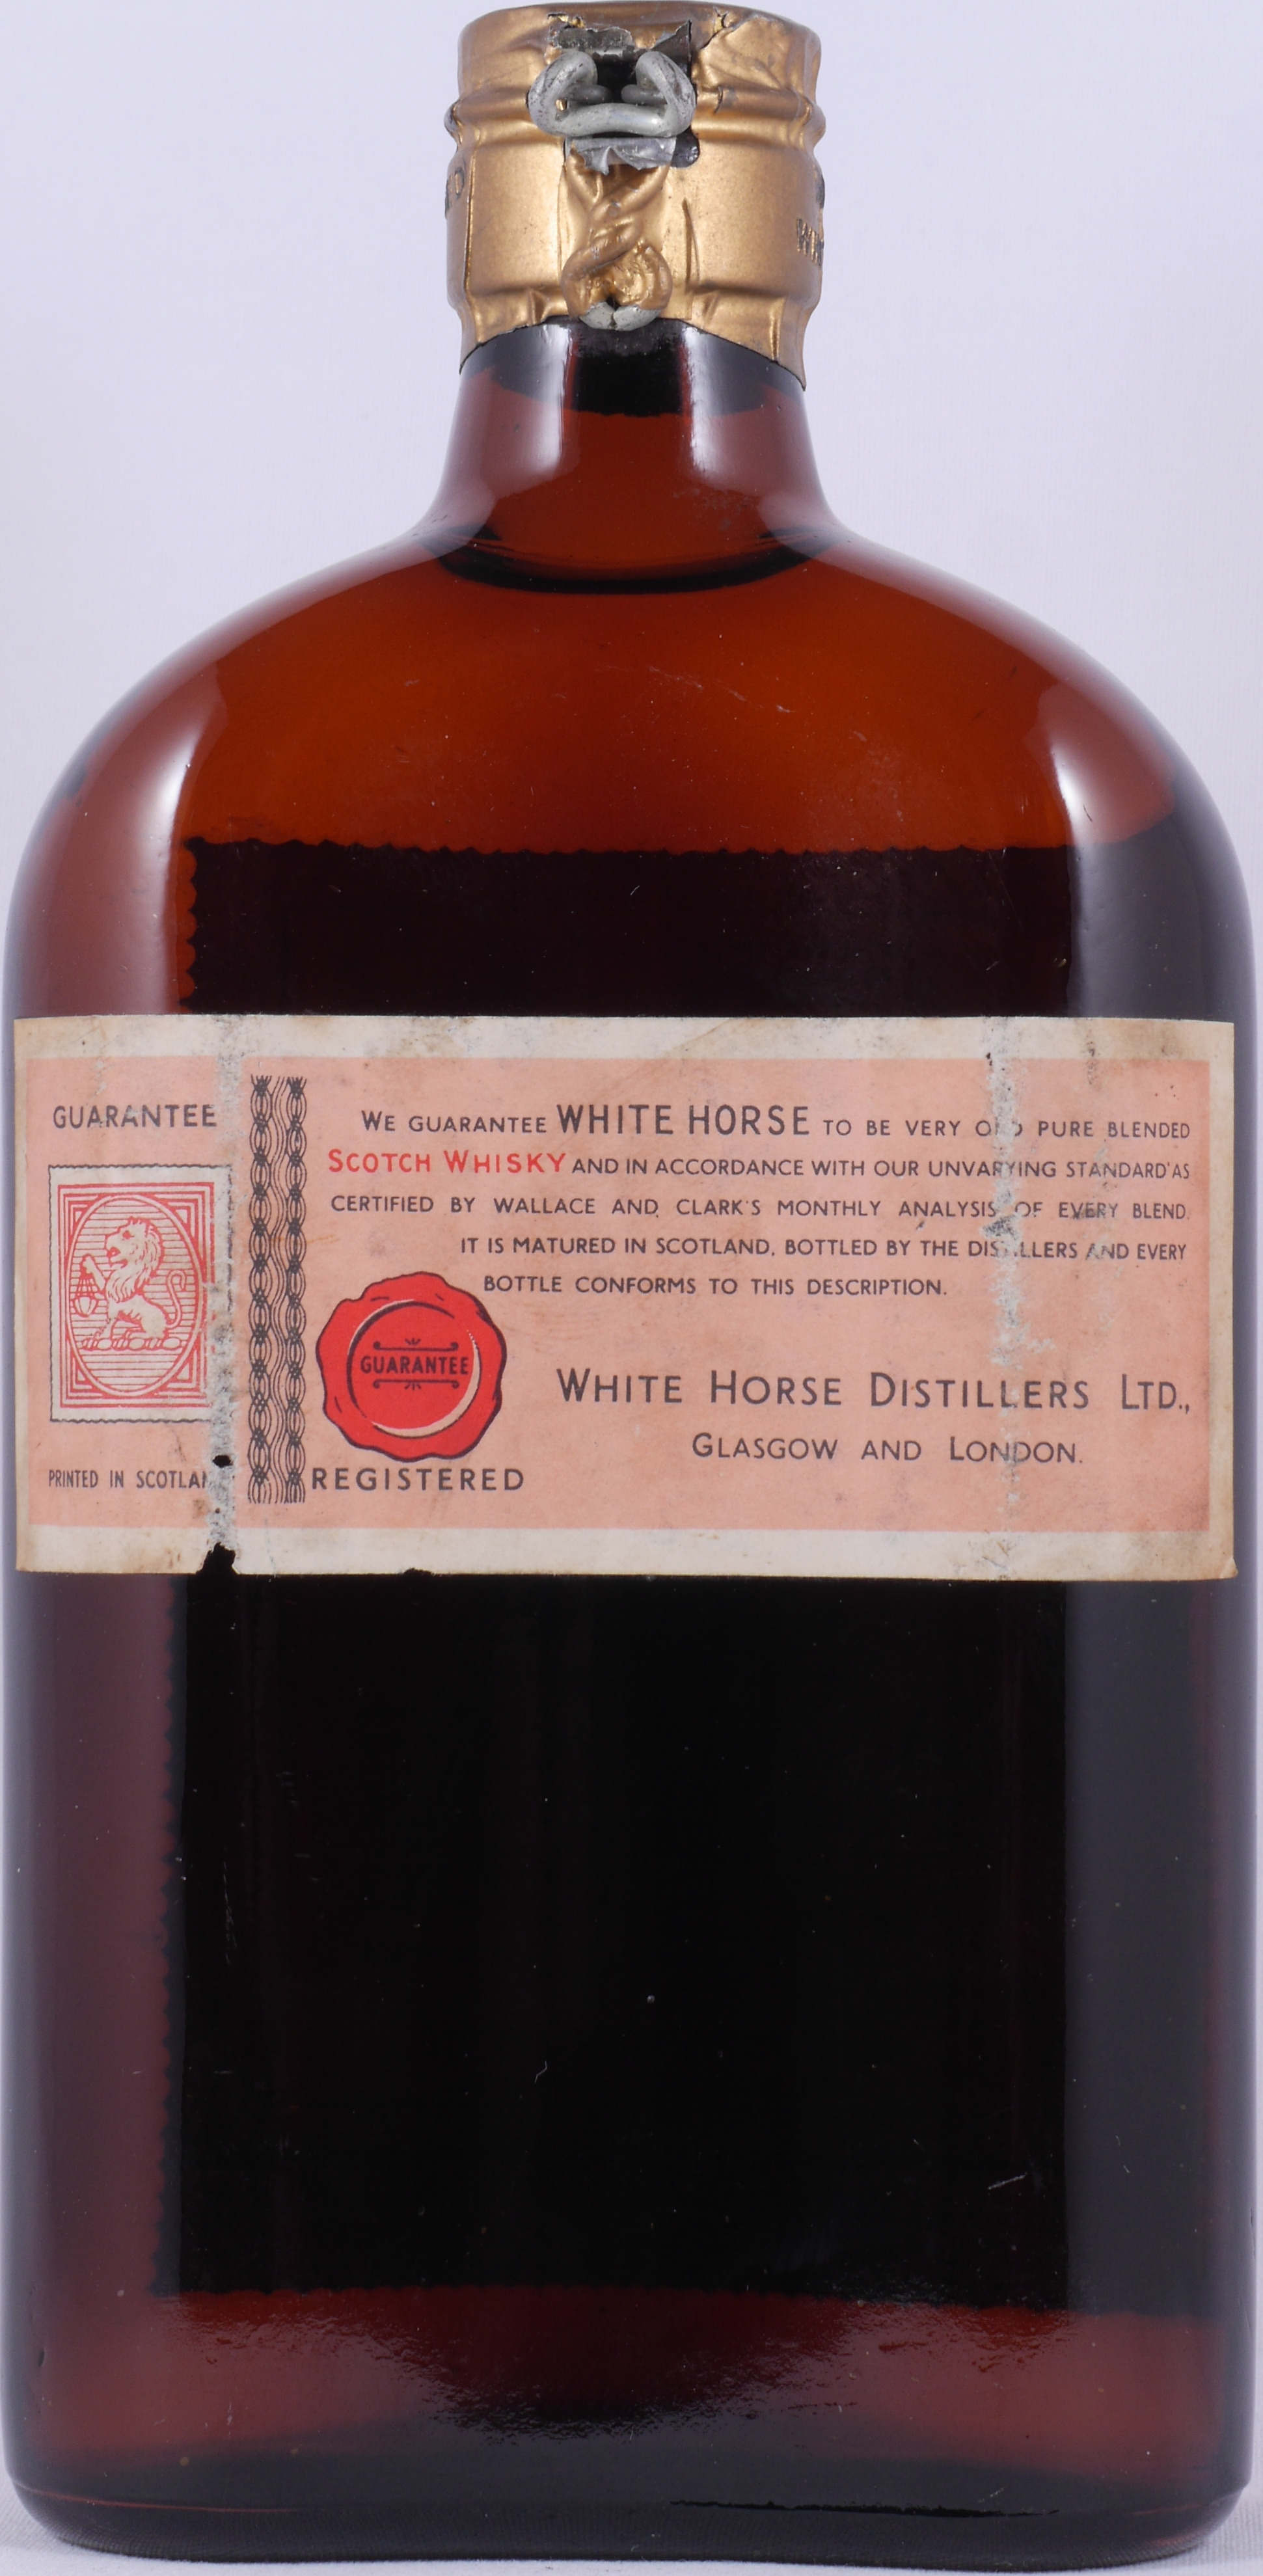 GUARANTEE
PRINTED IN
WE GUARANTEE WHITE HORSE TO BE VERY PURE BLENDED
SCOTCH WHISKY AND IN ACCORDANCE WITH OUR UNVARYING STANDARD AS
CERTIFIED BY WALLACE AND CLARK'S MONTHLY ANALYSIS OF EVERY BLEND.
IT IS MATURED IN SCOTLAND, BOTTLED BY THE DISTILLERS AND EVERY
BOTTLE CONFORMS TO THIS DESCRIPTION.
GUARANTEE
REGISTERED
WHITE HORSE DISTILLERS LTD.,
GLASGOW AND LONDON.